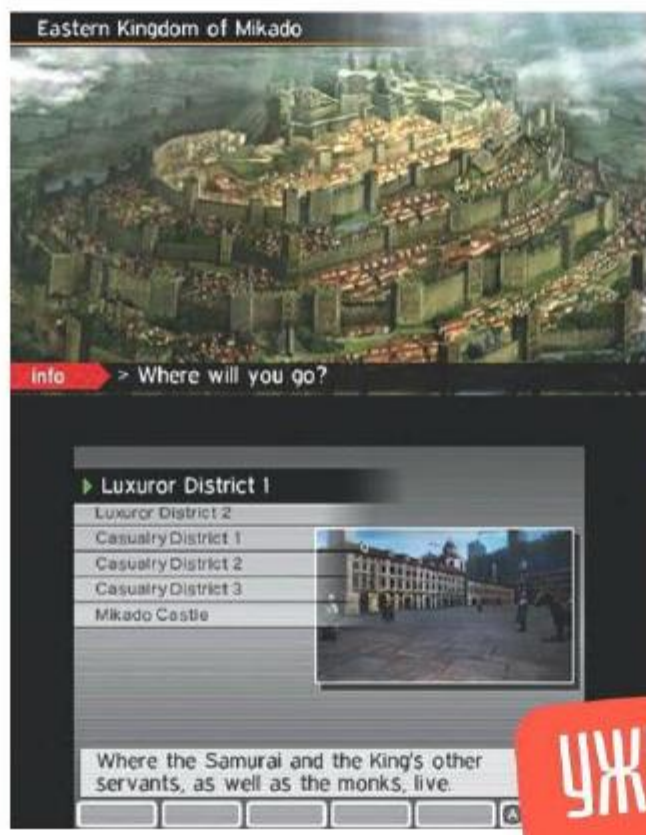 Eastern Kingdom of Mikado
info > Where will you go?
Luxuror District 1
Luxuror District 2
Casualry District 1
Casualry District 2
Casualry District 3
Mikado Castle
Where the Samurai and the King's other
servants, as well as the monks, live.
УЖ